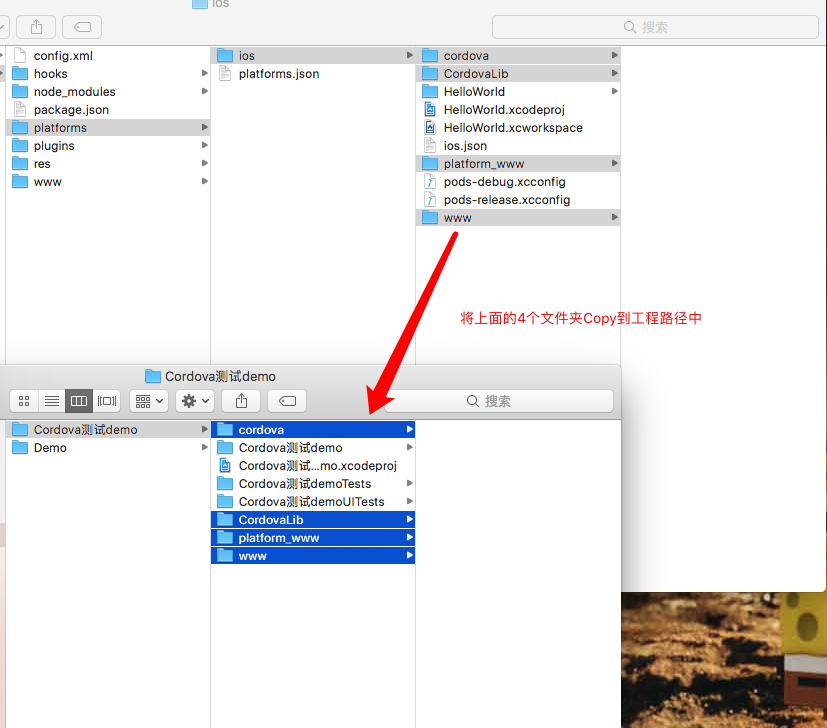 ios
搜索
config.xml
hooks
node_modules
package.json
platforms
plugins
res
www
ios
platforms.json
cordova
CordovaLib
HelloWorld
HelloWorld.xcodeproj
HelloWorld.xcworkspace
ios.json
platform_www
pods-debug.xcconfig
pods-release.xcconfig
www
将上面的4个文件夹Copy到工程路径中
Cordova测试demo
搜索
Cordova测试demo
Demo
cordova
Cordova测试demo
Cordova测试...mo.xcodeproj
Cordova测试demoTests
Cordova测试demoUITests
CordovaLib
platform_www
www